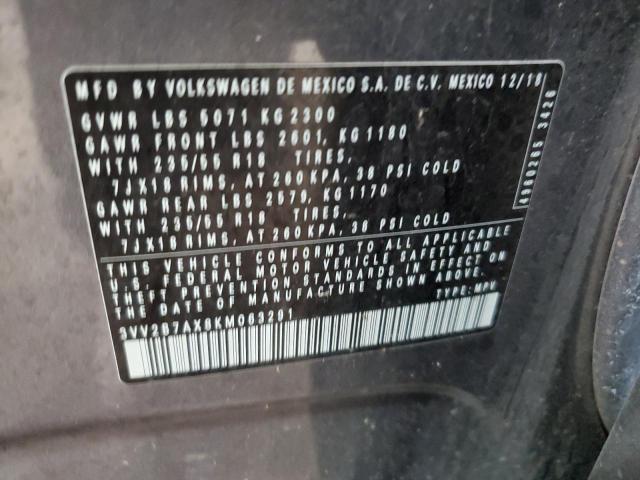 MFD BY VOLKSWAGEN DE MEXICO S.A. DE C.V. MEXICO 12/18
GVWR LBS 5071 KG 2300
GAWR FRONT LBS 2601, KG 1180
WITH 235/55 R18 TIRES,
7JX18 RIMS, AT 260 KPA, 38 PSI COLD
GAWR REAR LBS 2579, KG 1170
WITH 235/55 R18 TIRES,
7JX18 RIMS, AT 260 KPA, 38 PSI COLD
THIS VEHICLE CONFORMS TO ALL APPLICABLE
U.S. FEDERAL MOTOR VEHICLE SAFETY AND
THEFT PREVENTION STANDARDS IN EFFECT ON
THE DATE OF MANUFACTURE SHOWN ABOVE.
3VV2B7AX8KM083291 TYPE: MPV
3428